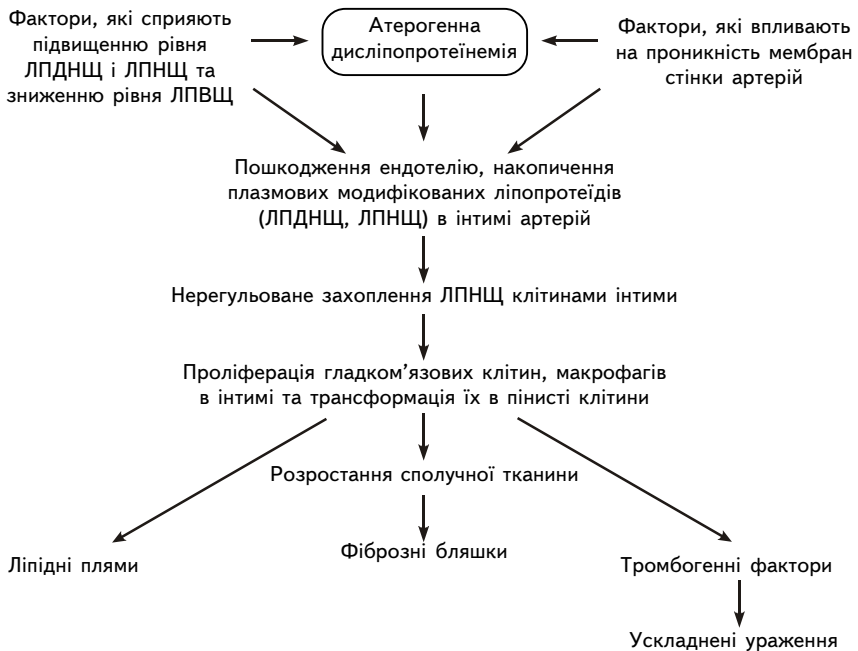 Фактори, які сприяють
підвищенню рівня
ЛПДНЩ і ЛПНЩ та
зниженню рівня ЛПВЩ
Атерогенна
дисліпопротеїнемія
Фактори, які впливають
на проникність мембран
стінки артерій
Пошкодження ендотелію, накопичення
плазмових модифікованих ліпопротеїдів
(ЛПДНЩ, ЛПНЩ) в інтимі артерій
Нерегульоване захоплення ЛПНЩ клітинами інтими
Проліферація гладком’язових клітин, макрофагів
в інтимі та трансформація їх в пінисті клітини
Розростання сполучної тканини
Ліпідні плями
Фіброзні бляшки
Тромбогенні фактори
Ускладнені ураження